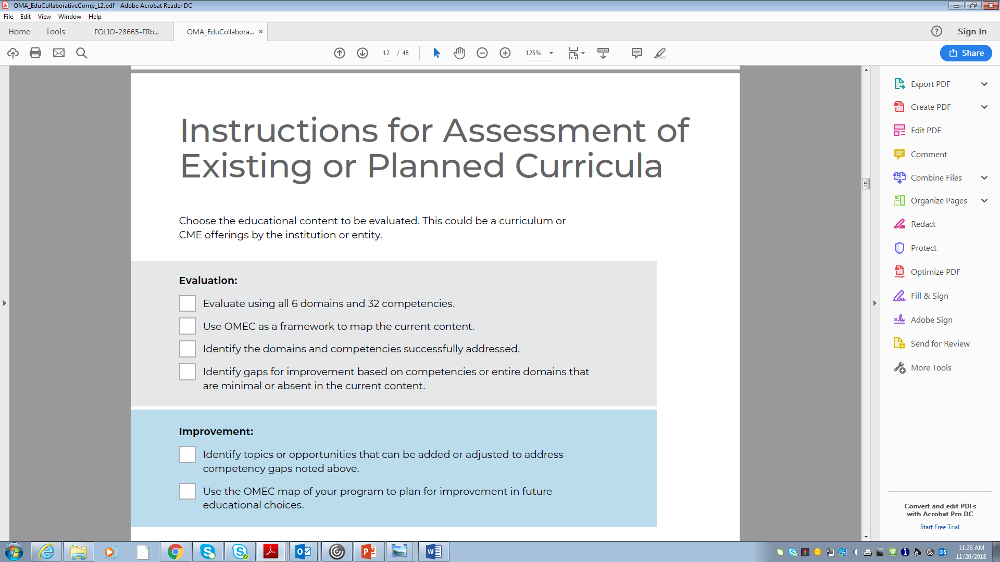 OMA_EduCollaborativeComp_L2.pdf - Adobe Acrobat Reader DC
File Edit View Window Help
Home Tools FOLIO-28665-FRb... OMA_EduCollabora... × Sign In
12 / 48 125% Share
Instructions for Assessment of
Existing or Planned Curricula
Choose the educational content to be evaluated. This could be a curriculum or
CME offerings by the institution or entity.
Evaluation:
Evaluate using all 6 domains and 32 competencies.
Use OMEC as a framework to map the current content.
Identify the domains and competencies successfully addressed.
Identify gaps for improvement based on competencies or entire domains that
are minimal or absent in the current content.
Improvement:
Identify topics or opportunities that can be added or adjusted to address
competency gaps noted above.
Use the OMEC map of your program to plan for improvement in future
educational choices.
Export PDF
Create PDF
Edit PDF
Comment
Combine Files
Organize Pages
Redact
Protect
Optimize PDF
Fill & Sign
Adobe Sign
Send for Review
More Tools
Convert and edit PDFs
with Acrobat Pro DC
Start Free Trial
11:26 AM
11/20/2018